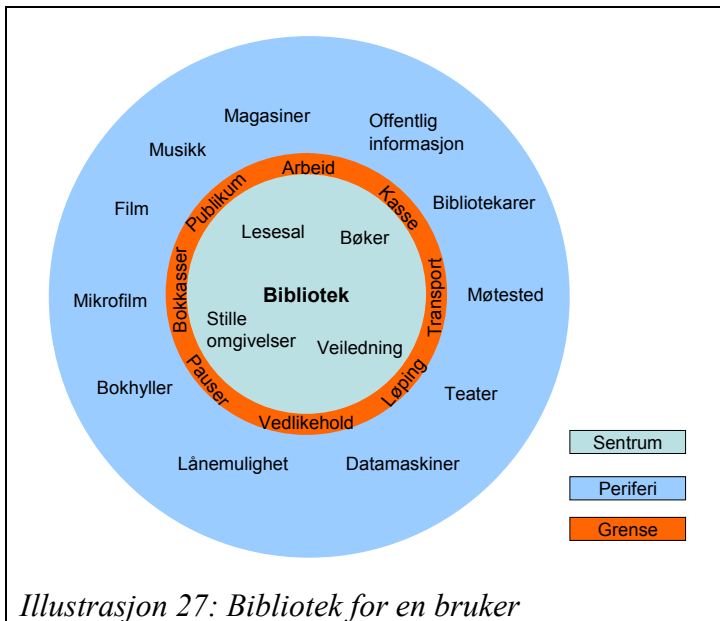 Magasiner
Offentlig
informasjon
Musikk
Arbeid
Publikum
Kasse
Film
Bibliotekarer
Lesesal
Bøker
Mikrofilm
Bokkasser
Bibliotek
Transport
Møtested
Stille
omgivelser
Veiledning
Bokhyller
Pauser
Løping
Teater
Vedlikehold
Lånemulighet
Datamaskiner
Sentrum
Periferi
Grense
Illustrasjon 27: Bibliotek for en bruker